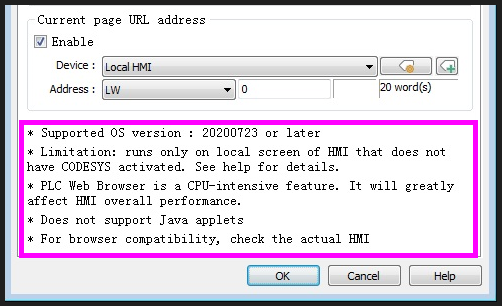 Current page URL address
Enable
Device :
Local HMI
Address :
LW
0
20 word(s)
* Supported OS version : 20200723 or later
* Limitation: runs only on local screen of HMI that does not
have CODESYS activated. See help for details.
* PLC Web Browser is a CPU-intensive feature. It will greatly
affect HMI overall performance.
* Does not support Java applets
* For browser compatibility, check the actual HMI
OK
Cancel
Help